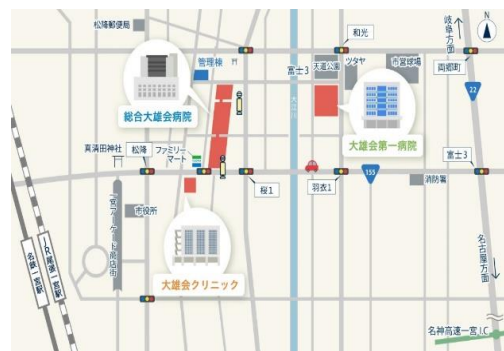 松降郵便局
管理棟
和光
岐阜方面
N
富士3
天道公園
ツタヤ
市営球場
両郷町
22
総合大雄会病院
大雄会第一病院
真清田神社
松降
ファミリー
マート
富士3
桜1
羽衣1
155
消防署
市役所
一宮アーケード商店街
大雄会クリニック
名鉄一宮駅
JR尾張一宮駅
名古屋方面
名神高速一宮I.C